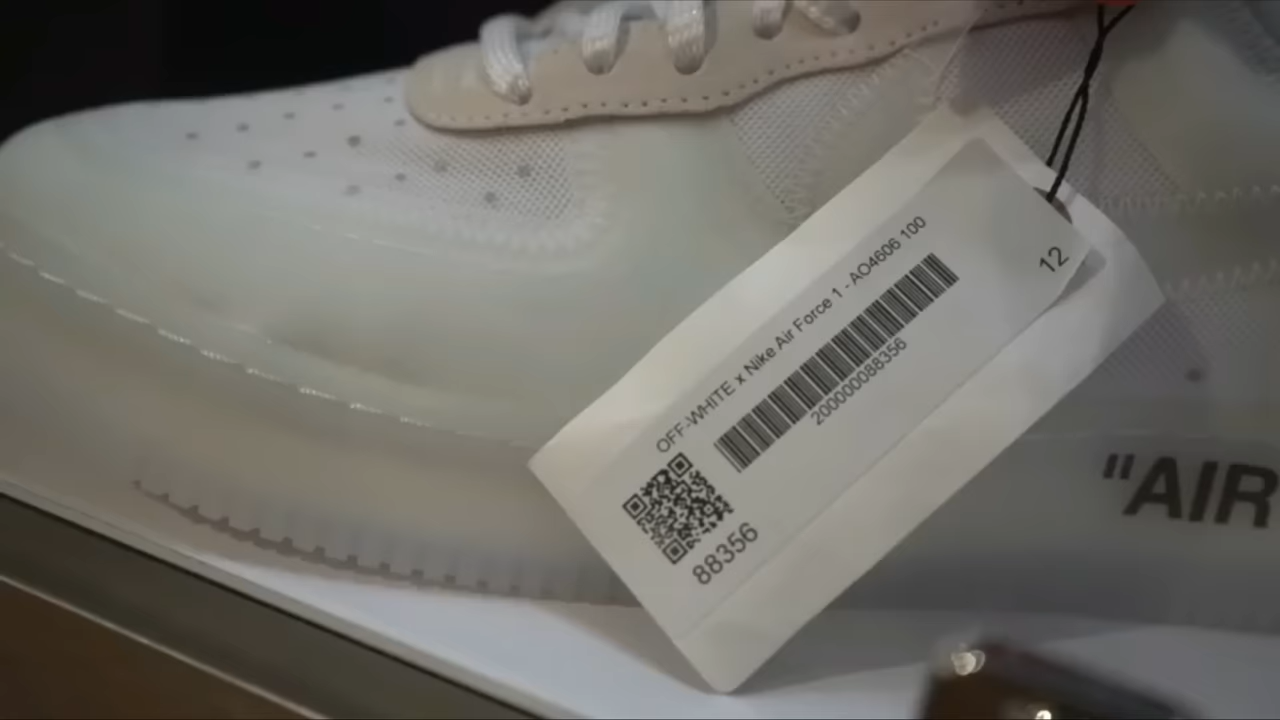 OFF-WHITE x Nike Air Force 1 - AO4606 100
12
200000088356
88356
"AIR